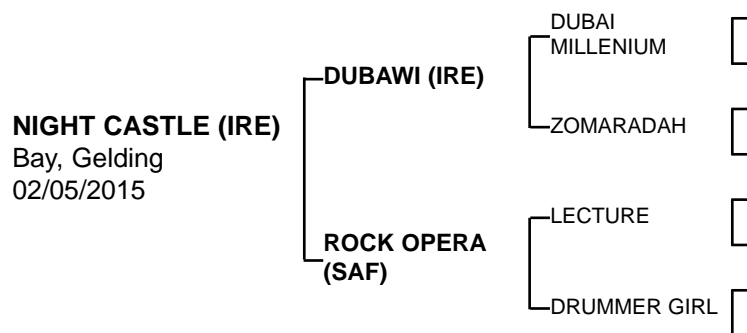 NIGHT CASTLE (IRE)
Bay, Gelding
02/05/2015
DUBAWI (IRE)
ROCK OPERA
(SAF)
DUBAI
MILLENIUM
ZOMARADAH
LECTURE
DRUMMER GIRL